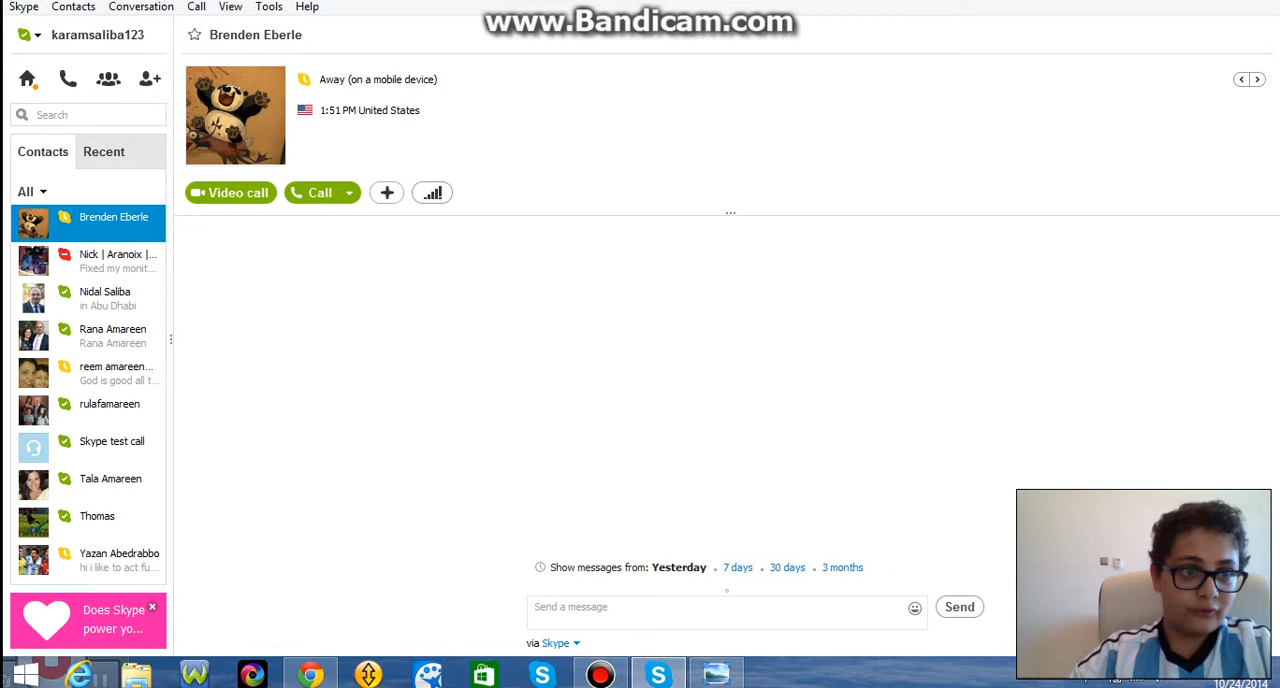 Skype Contacts Conversation Call View Tools Help
www.Bandicam.com
karamsaliba123
Brenden Eberle
Away (on a mobile device)
1:51 PM United States
Search
Contacts Recent
All
Video call Call
Brenden Eberle
Nick | Aranoix |...
Fixed my monit...
Nidal Saliba
in Abu Dhabi
Rana Amareen
Rana Amareen
reem amareen...
God is good all t...
rulafamareen
Skype test call
Tala Amareen
Thomas
Yazan Abedrabbo
hi i like to act fu...
Does Skype
power yo...
Show messages from: Yesterday . 7 days . 30 days . 3 months
Send a message
Send
via Skype
10/24/2014